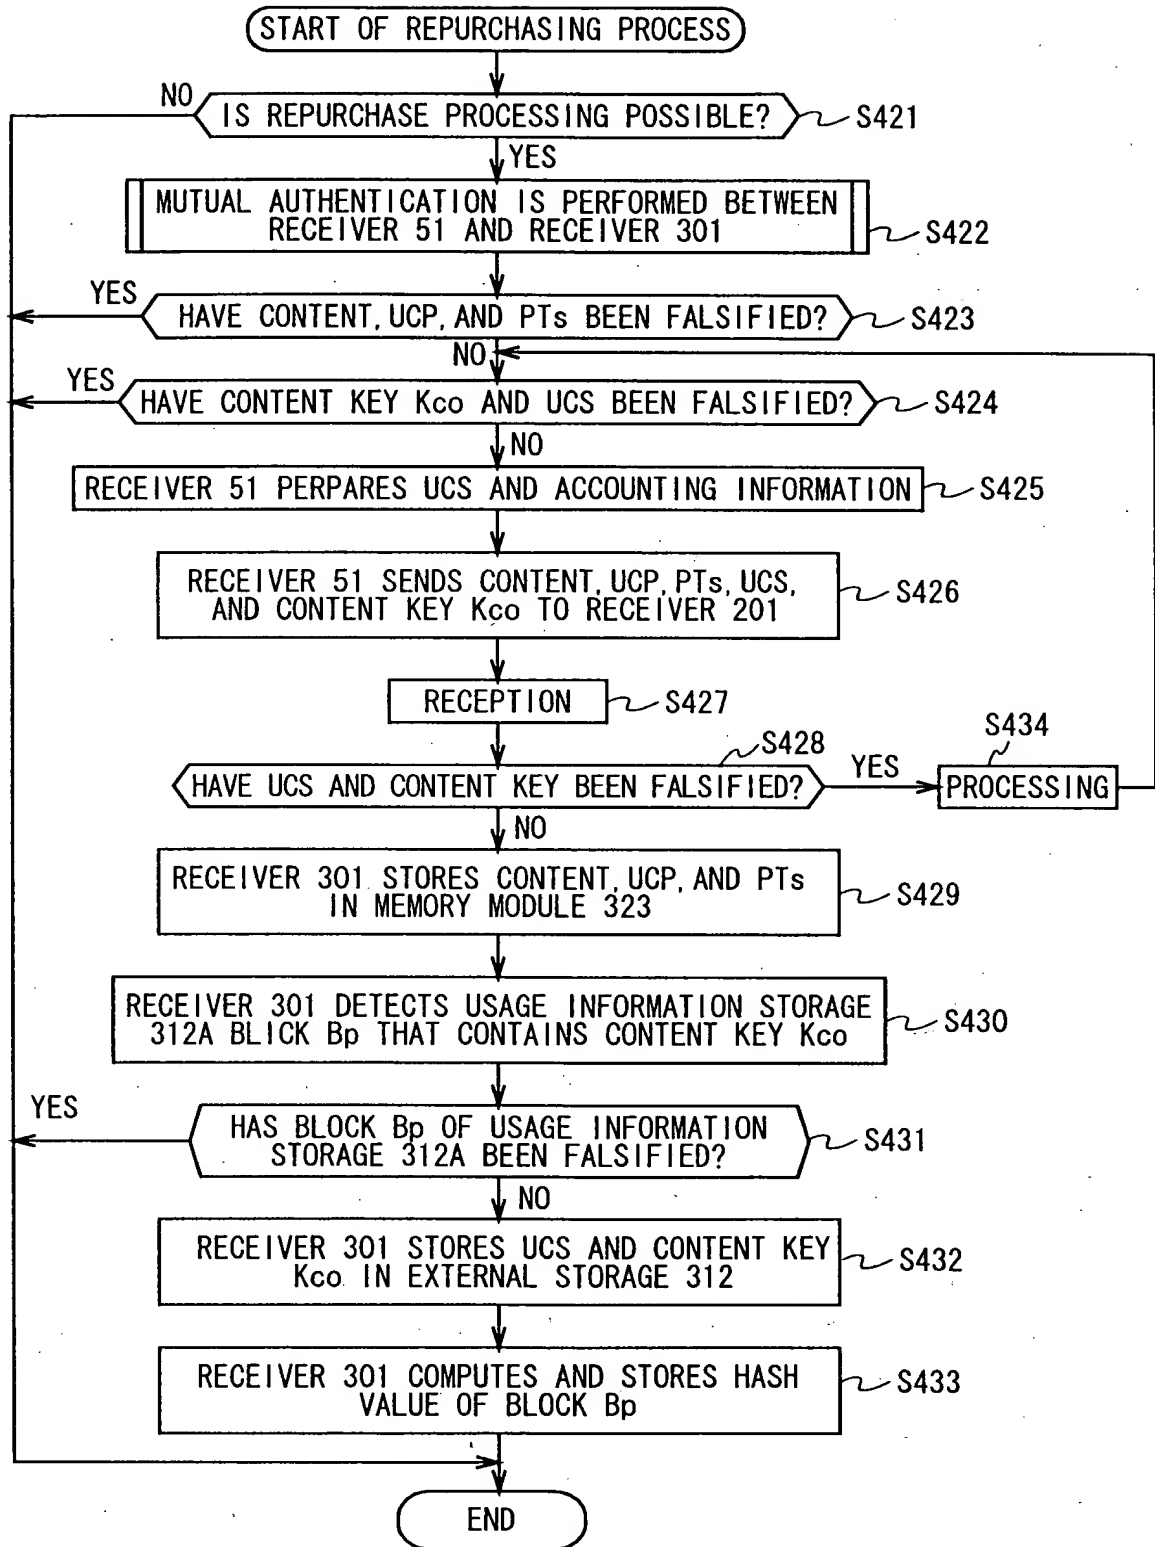 START OF REPURCHASING PROCESS
NO
IS REPURCHASE PROCESSING POSSIBLE?
S421
YES
MUTUAL AUTHENTICATION IS PERFORMED BETWEEN
RECEIVER 51 AND RECEIVER 301
S422
YES
HAVE CONTENT, UCP, AND PTs BEEN FALSIFIED?
S423
NO
YES
HAVE CONTENT KEY Kco AND UCS BEEN FALSIFIED?
S424
NO
RECEIVER 51 PERPARES UCS AND ACCOUNTING INFORMATION
S425
RECEIVER 51 SENDS CONTENT, UCP, PTs, UCS,
AND CONTENT KEY Kco TO RECEIVER 201
S426
RECEPTION
S427
S428
HAVE UCS AND CONTENT KEY BEEN FALSIFIED?
YES
S434
PROCESSING
NO
RECEIVER 301 STORES CONTENT, UCP, AND PTs
IN MEMORY MODULE 323
S429
RECEIVER 301 DETECTS USAGE INFORMATION STORAGE
312A BLICK Bp THAT CONTAINS CONTENT KEY Kco
S430
YES
HAS BLOCK Bp OF USAGE INFORMATION
STORAGE 312A BEEN FALSIFIED?
S431
NO
RECEIVER 301 STORES UCS AND CONTENT KEY
Kco IN EXTERNAL STORAGE 312
S432
RECEIVER 301 COMPUTES AND STORES HASH
VALUE OF BLOCK Bp
S433
END